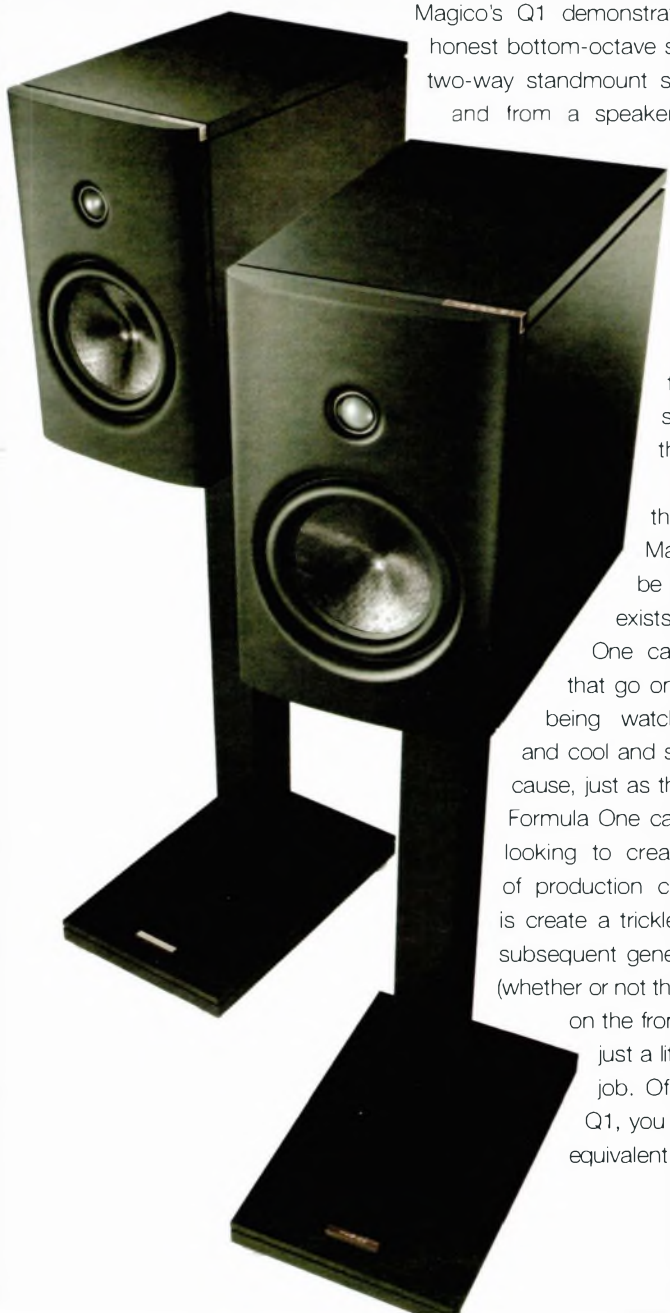 Magico's Q1 demonstra
honest bottom-octave s
two-way standmount s
and from a speaker
t
s
th
th
Ma
be
exists
One ca
that go on
being watc
and cool and s
cause, just as th
Formula One ca
looking to crea
of production c
is create a trickle
subsequent gene
(whether or not th
on the fron
just a lit
job. Of
Q1, you
equivalent